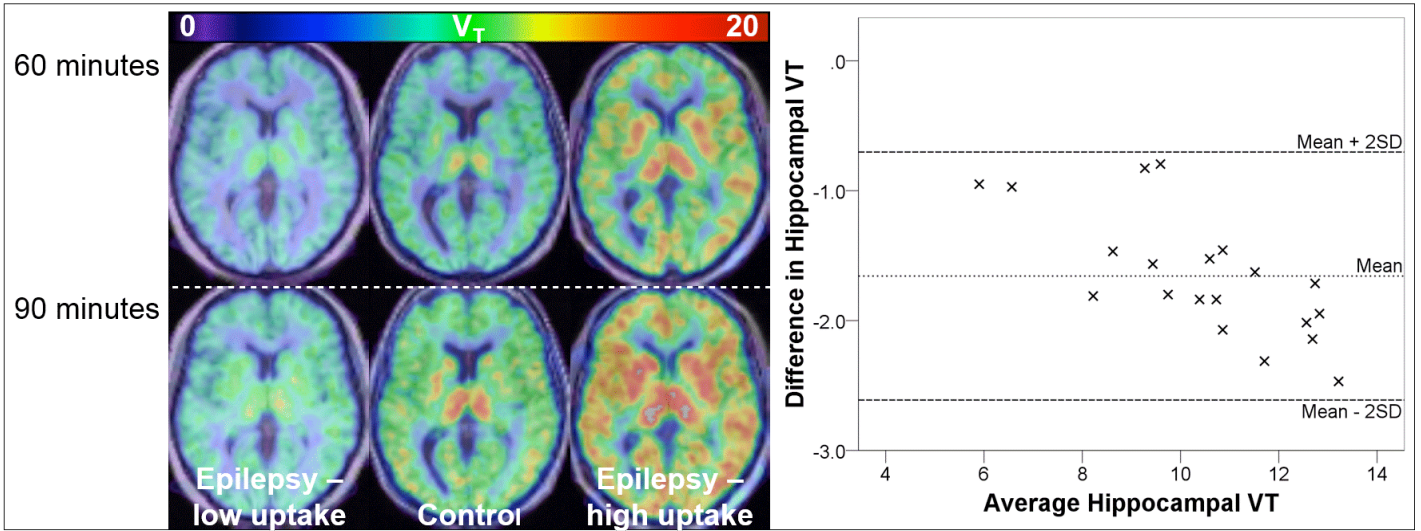 0 VT 20
60 minutes
90 minutes
Epilepsy –
low uptake
Control
Epilepsy –
high uptake
Difference in Hippocampal VT
.0
-1.0
-2.0
-3.0
Mean + 2SD
Mean
Mean - 2SD
4 6 8 10 12 14
Average Hippocampal VT